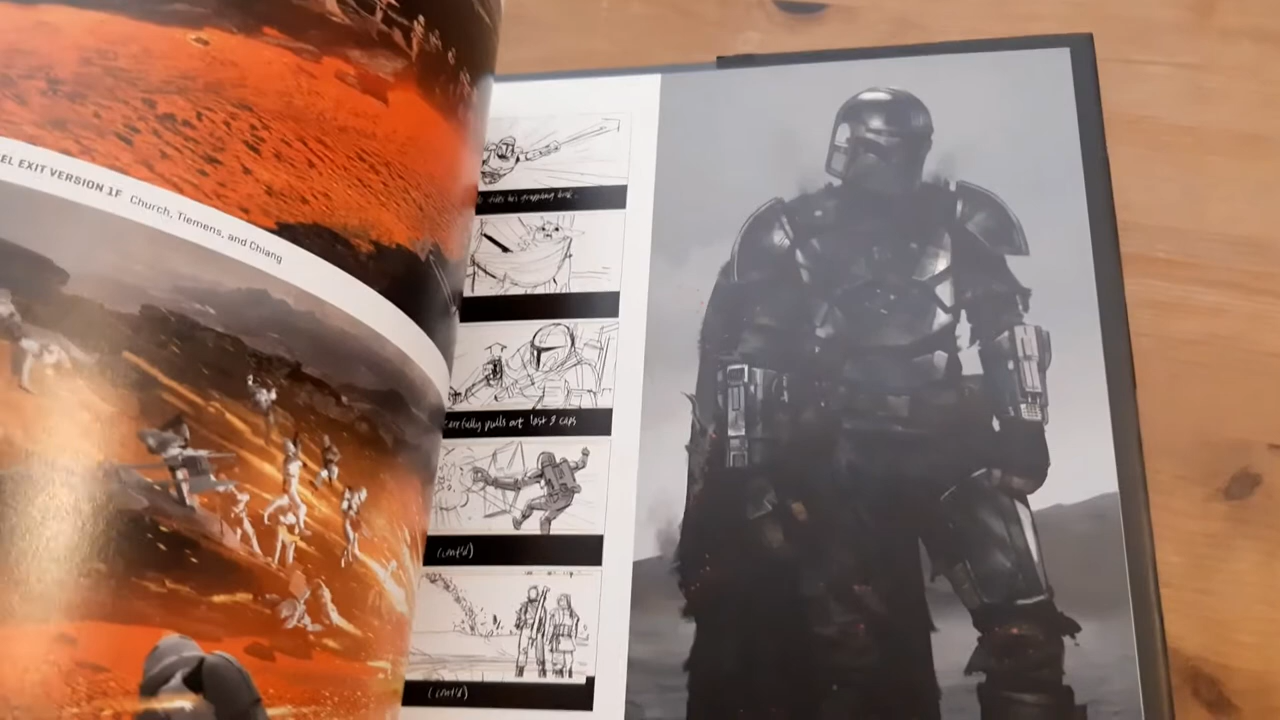 EL EXIT VERSION 1F Church, Tiemens, and Chiang
fires his grappling hook.
carefully pulls out last 3 caps
(cont'd)
(cont'd)